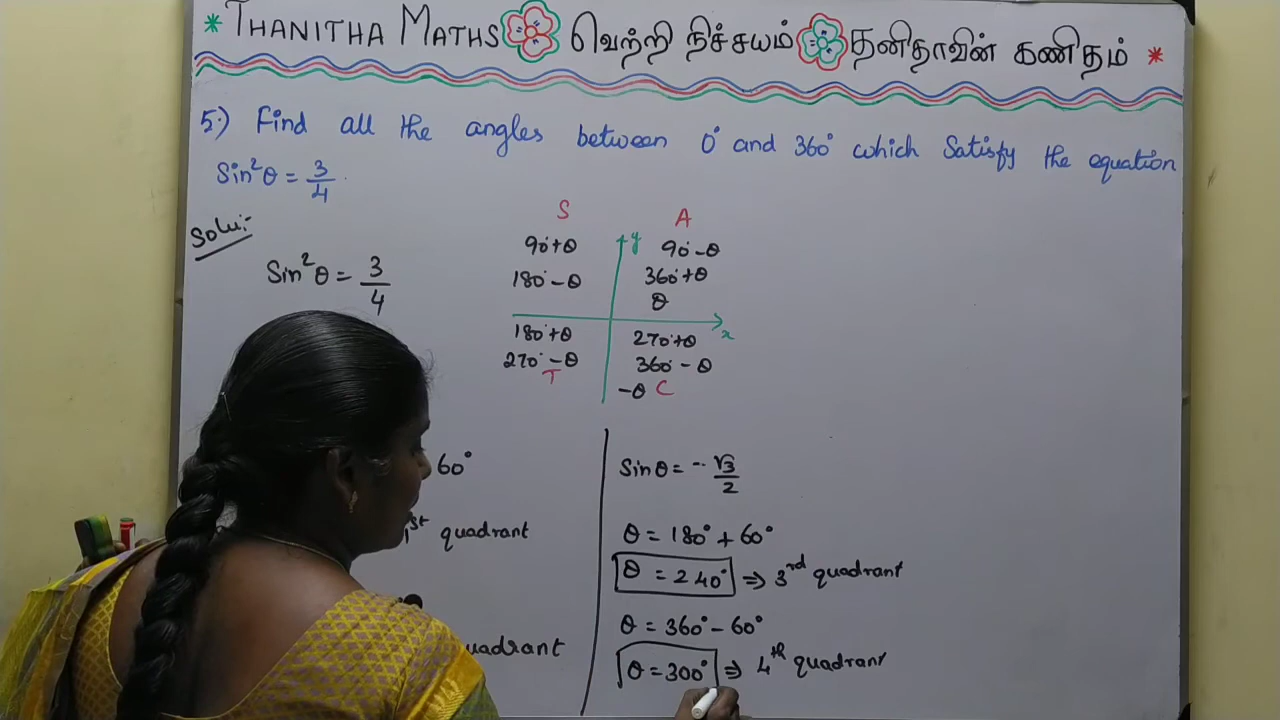 * THANITHA MATHS வெற்றி நிச்சயம் தனிதாவின் கணிதம் *
5.) Find all the angles between 0° and 360° which Satisfy the equation
Sin²θ = 3/4.
Solu:-
Sin²θ = 3/4
S
A
90°+θ
y
90°-θ
180°-θ
360°+θ
θ
x
180°+θ
270°+θ
270°-θ
360°-θ
T
-θ C
60°
1st quadrant
uadrant
Sinθ = -√3/2
θ = 180° + 60°
θ = 240° ⇒ 3rd quadrant
θ = 360° - 60°
θ = 300° ⇒ 4th quadrant